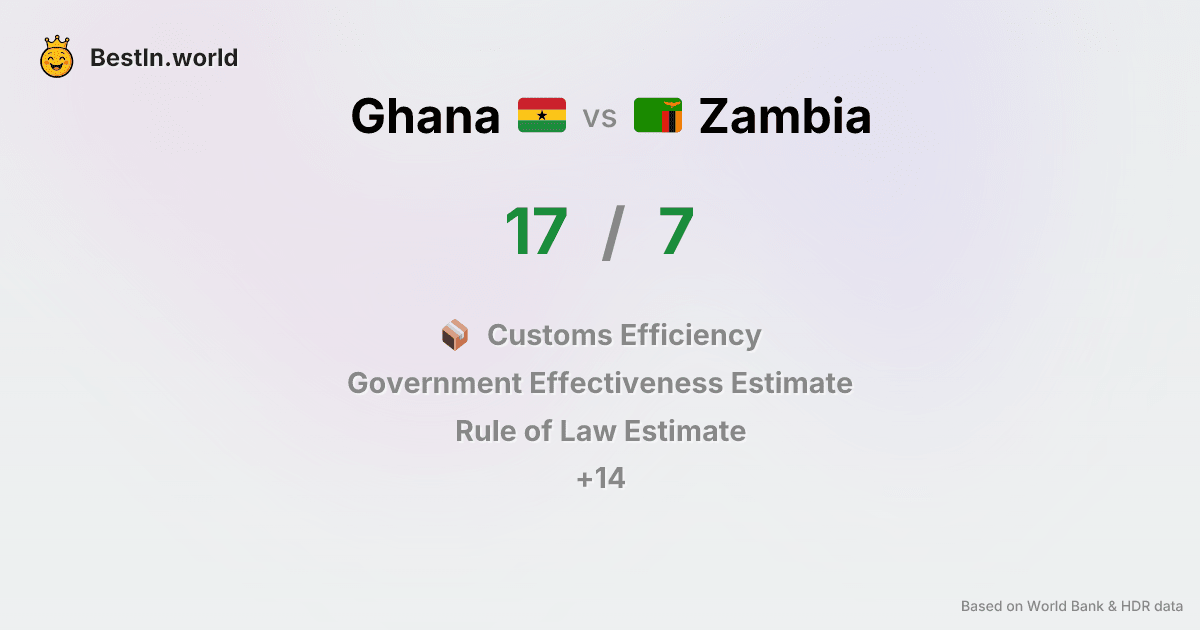 BestIn.world
Ghana vs Zambia
17 / 7
Customs Efficiency
Government Effectiveness Estimate
Rule of Law Estimate
+14
Based on World Bank & HDR data